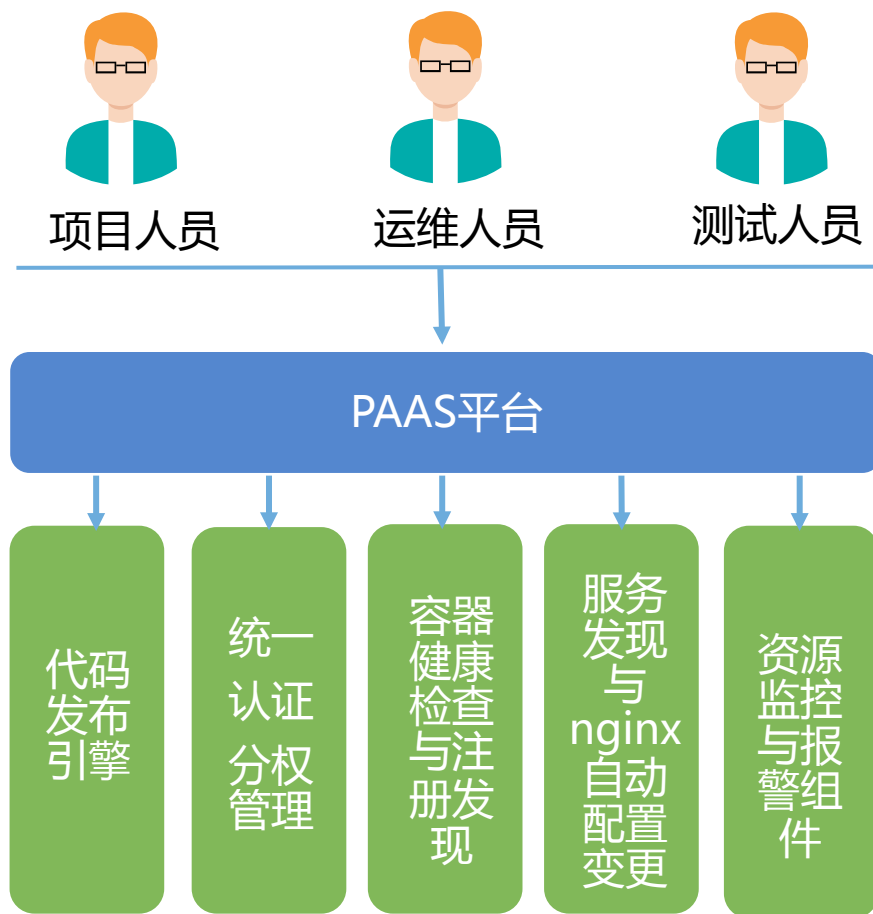 项目人员
运维人员
测试人员
PAAS平台
代码
发布
引擎
统一
认证
分权
管理
容器
健康
检查
与注
册发
现
服务
发现
与
nginx
自动
配置
变更
资源
监控
与报
警组
件